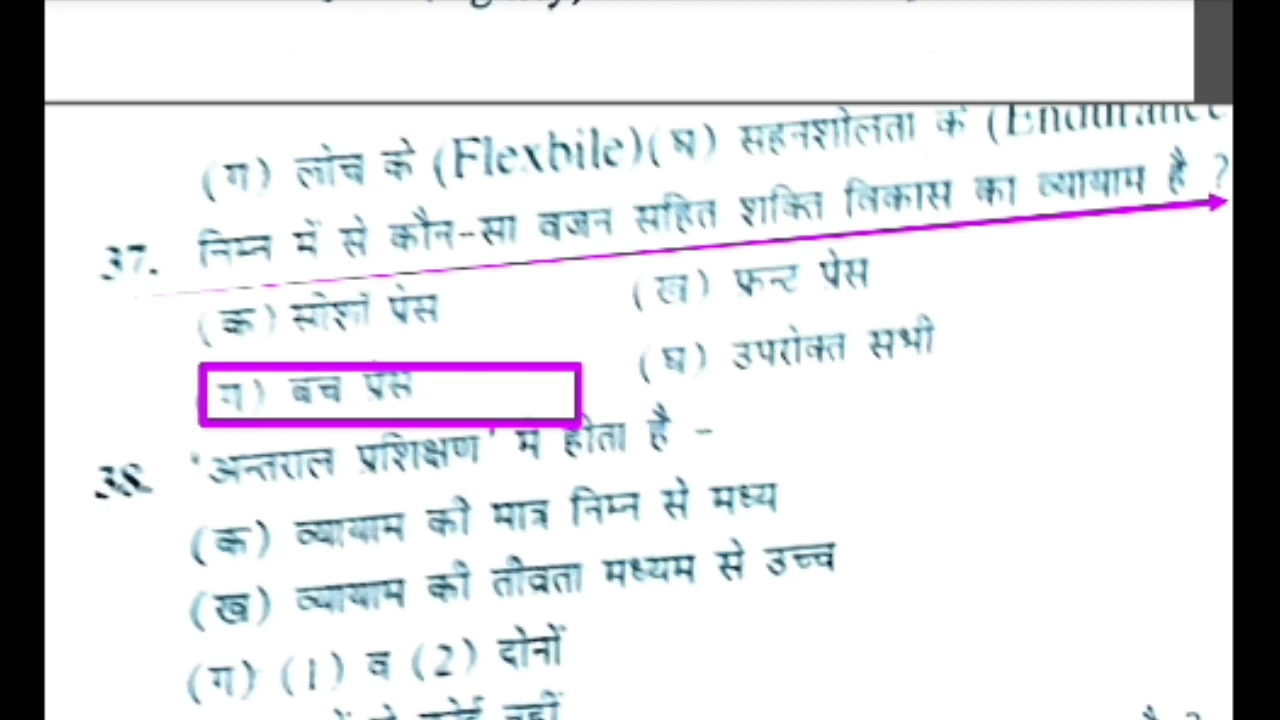 (ग) लोच के (Flexbile)(घ) सहनशीलता के (Endurance
37. निम्न में से कौन-सा वजन सहित शक्ति विकास का व्यायाम है ?
(क) सोर्शा प्रेस (ख) फ्रन्ट प्रेस
(ग) बैंच प्रेस (घ) उपरोक्त सभी
38. 'अन्तराल प्रशिक्षण' में होता है -
(क) व्यायाम की मात्र निम्न से मध्य
(ख) व्यायाम की तीव्रता मध्यम से उच्च
(ग) (1) व (2) दोनों